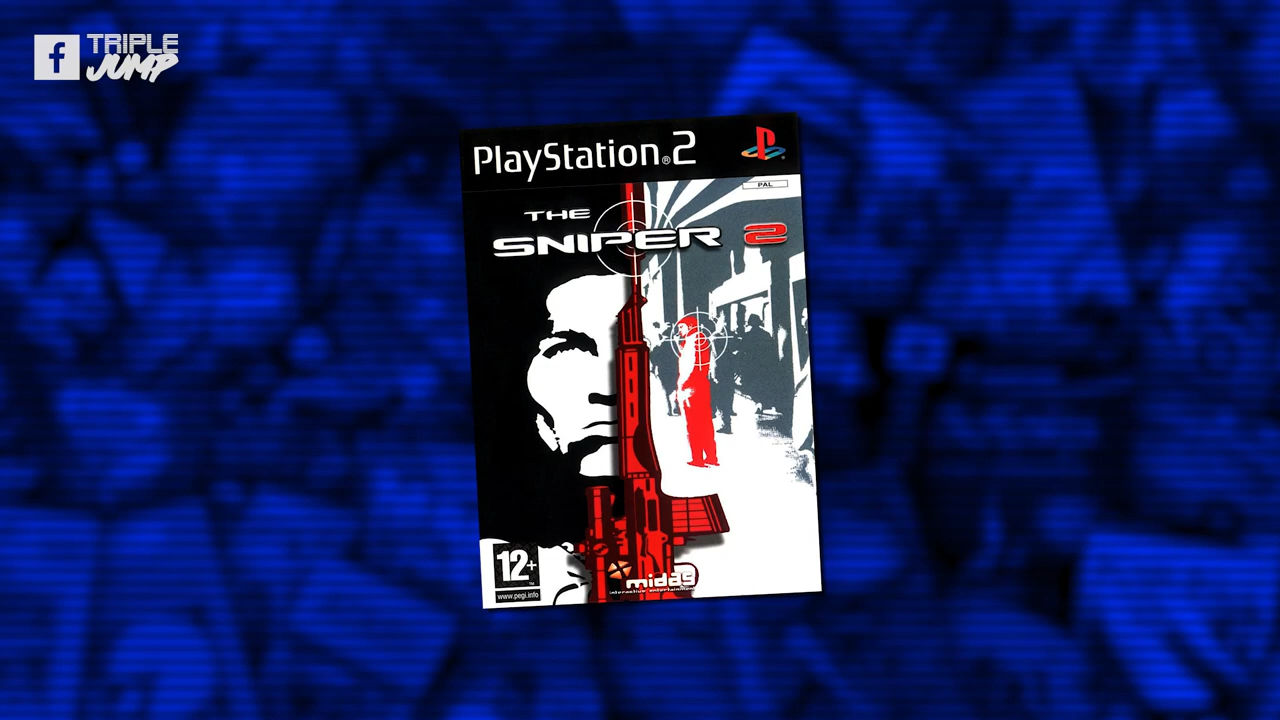 f TRIPLE
JUMP
PlayStation®2
PAL
THE
SNIPER 2
12+
www.pegi.info
midas
interactive entertainment